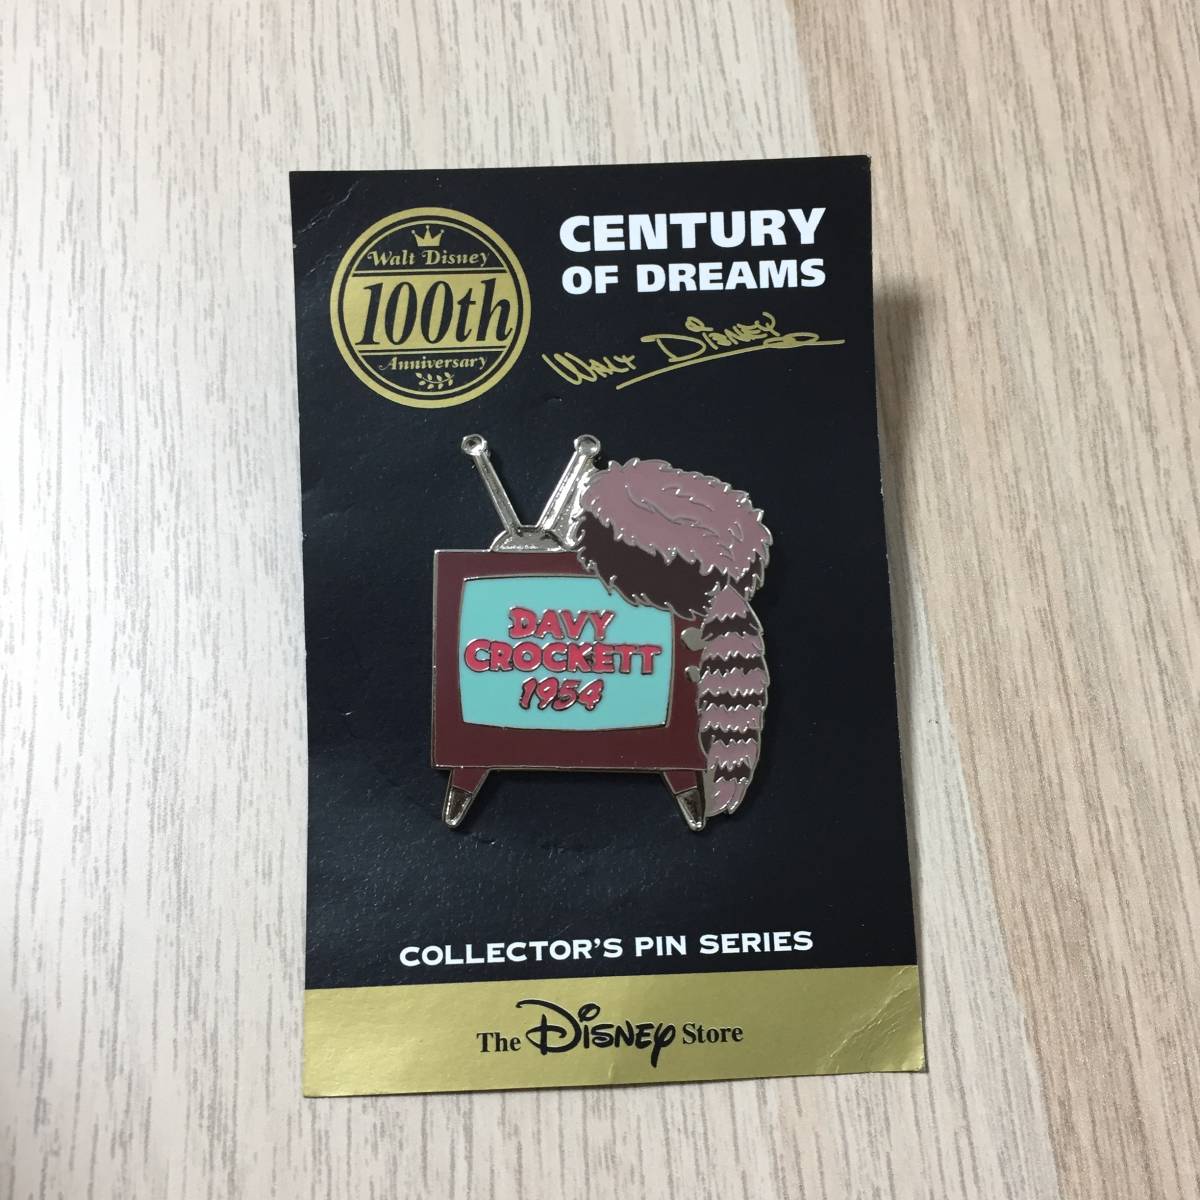 Walt Disney
100th
Anniversary
CENTURY
OF DREAMS
WALT DISNEY
DAVY
CROCKETT
1954
COLLECTOR'S PIN SERIES
The DISNEY Store